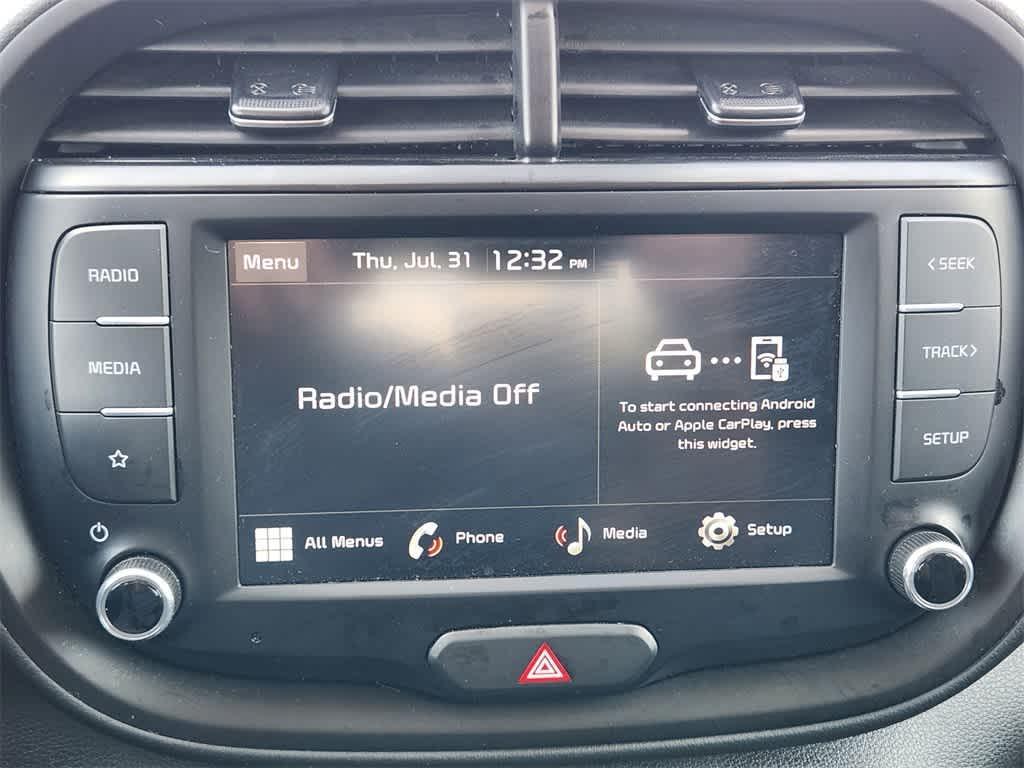 RADIO
MEDIA
Menu Thu, Jul, 31 12:32 PM
Radio/Media Off
To start connecting Android
Auto or Apple CarPlay, press
this widget.
All Menus Phone Media Setup
< SEEK
TRACK >
SETUP